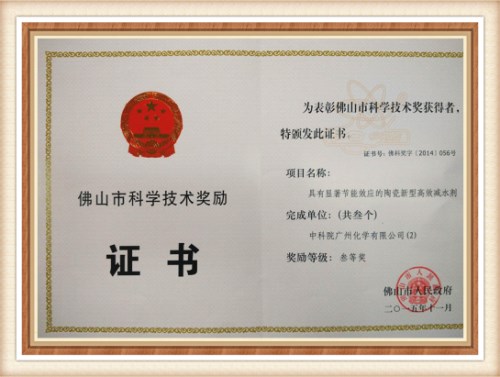 佛山市科学技术奖励
证书
为表彰佛山市科学技术奖获得者，
特颁发此证书。
证书号：佛科奖字〔2014〕056号
项目名称：
具有显著节能效应的陶瓷新型高效减水剂
完成单位：（共叁个）
中科院广州化学有限公司(2)
奖励等级：叁等奖
佛山市人民政府
二〇一五年十一月